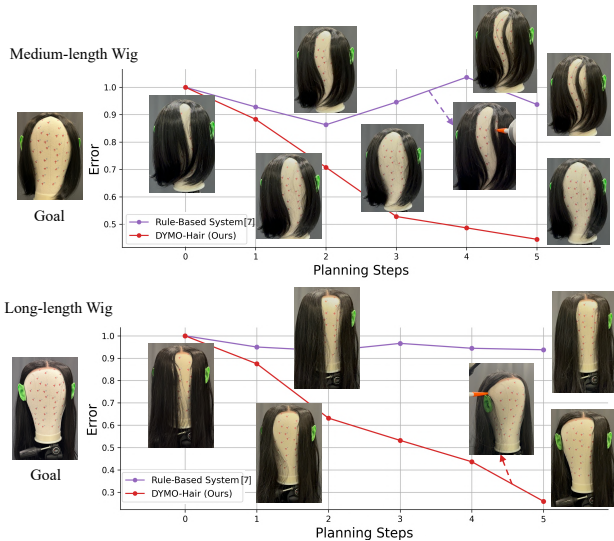 Medium-length Wig
Goal
Error
1.0
0.9
0.8
0.7
0.6
0.5
Rule-Based System[7]
DYMO-Hair (Ours)
0
1
2
3
4
5
Planning Steps
Long-length Wig
Goal
Error
1.0
0.9
0.8
0.7
0.6
0.5
0.4
0.3
Rule-Based System[7]
DYMO-Hair (Ours)
0
1
2
3
4
5
Planning Steps